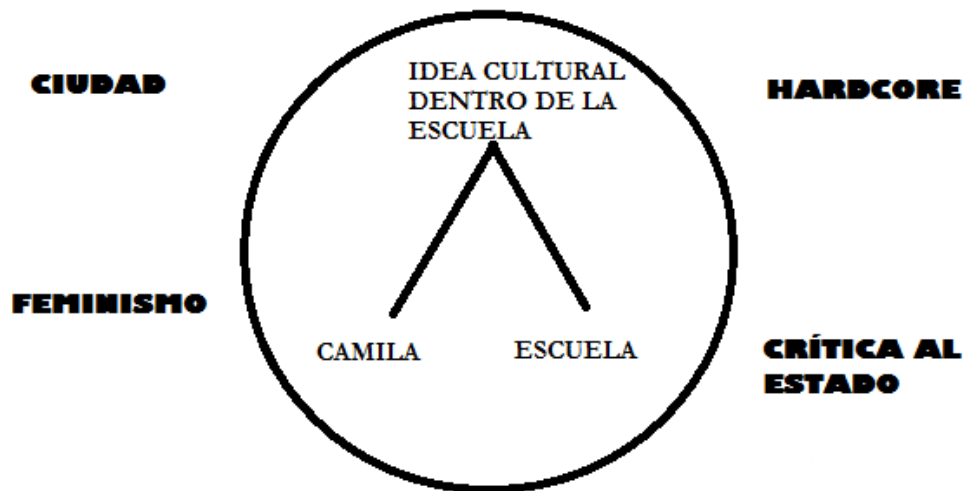 CIUDAD
IDEA CULTURAL
DENTRO DE LA
ESCUELA
HARDCORE
FEMINISMO
CAMILA
ESCUELA
CRÍTICA AL
ESTADO